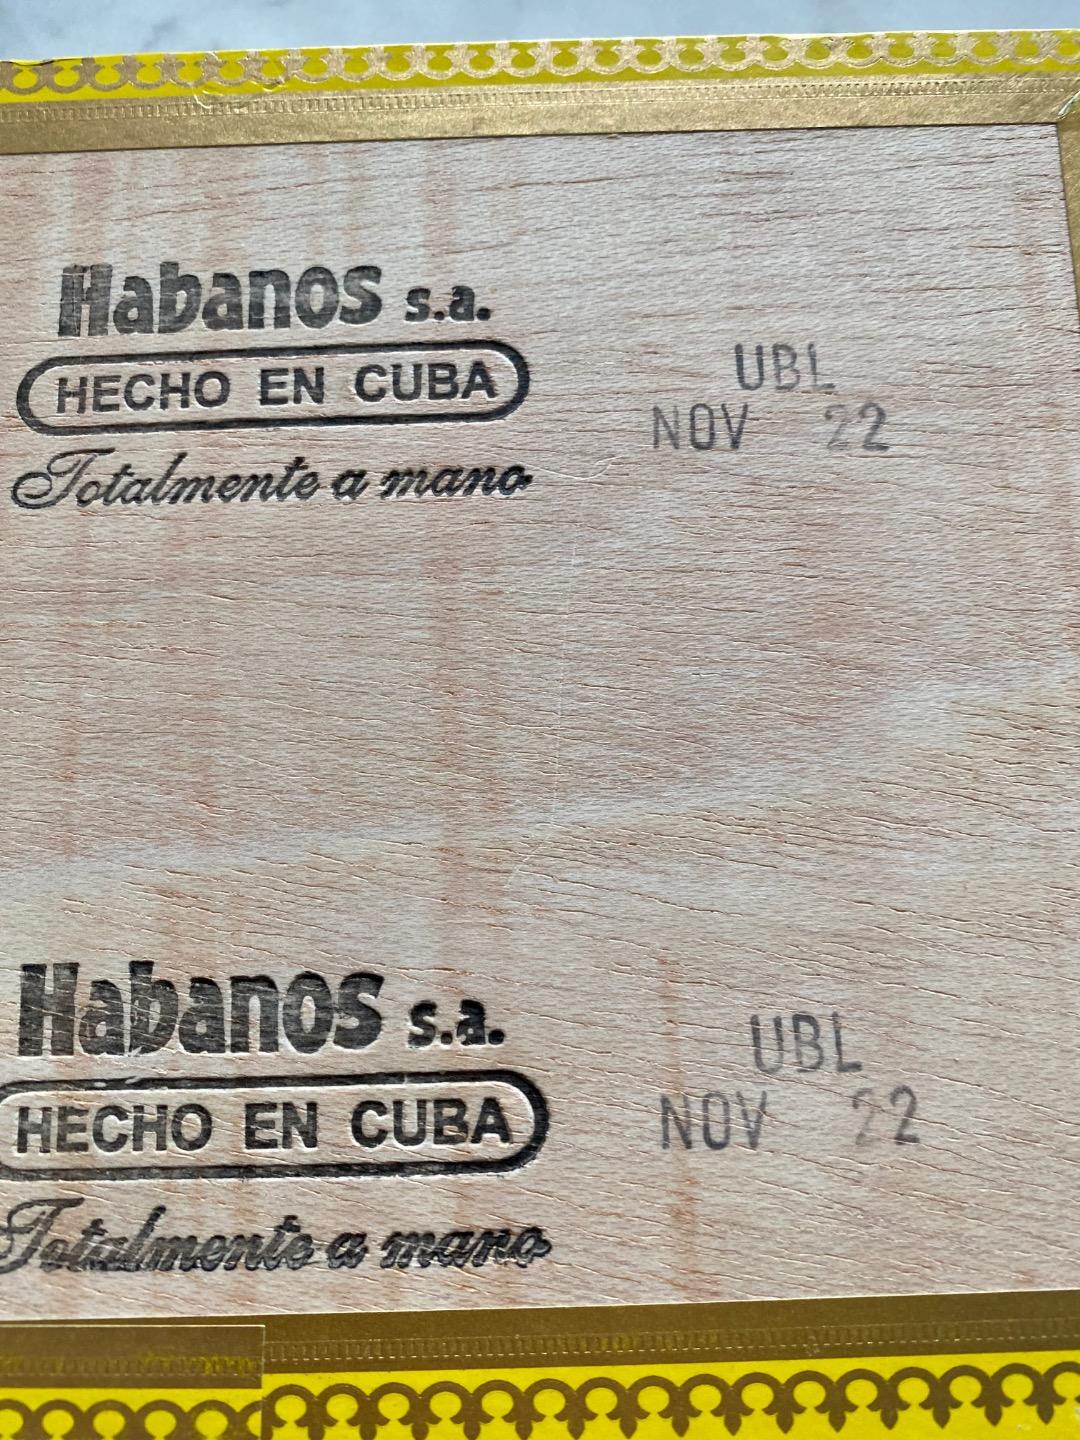 Habanos s.a.
HECHO EN CUBA
Totalmente a mano
UBL
NOV 22
Habanos s.a.
HECHO EN CUBA
Totalmente a mano
UBL
NOV 22